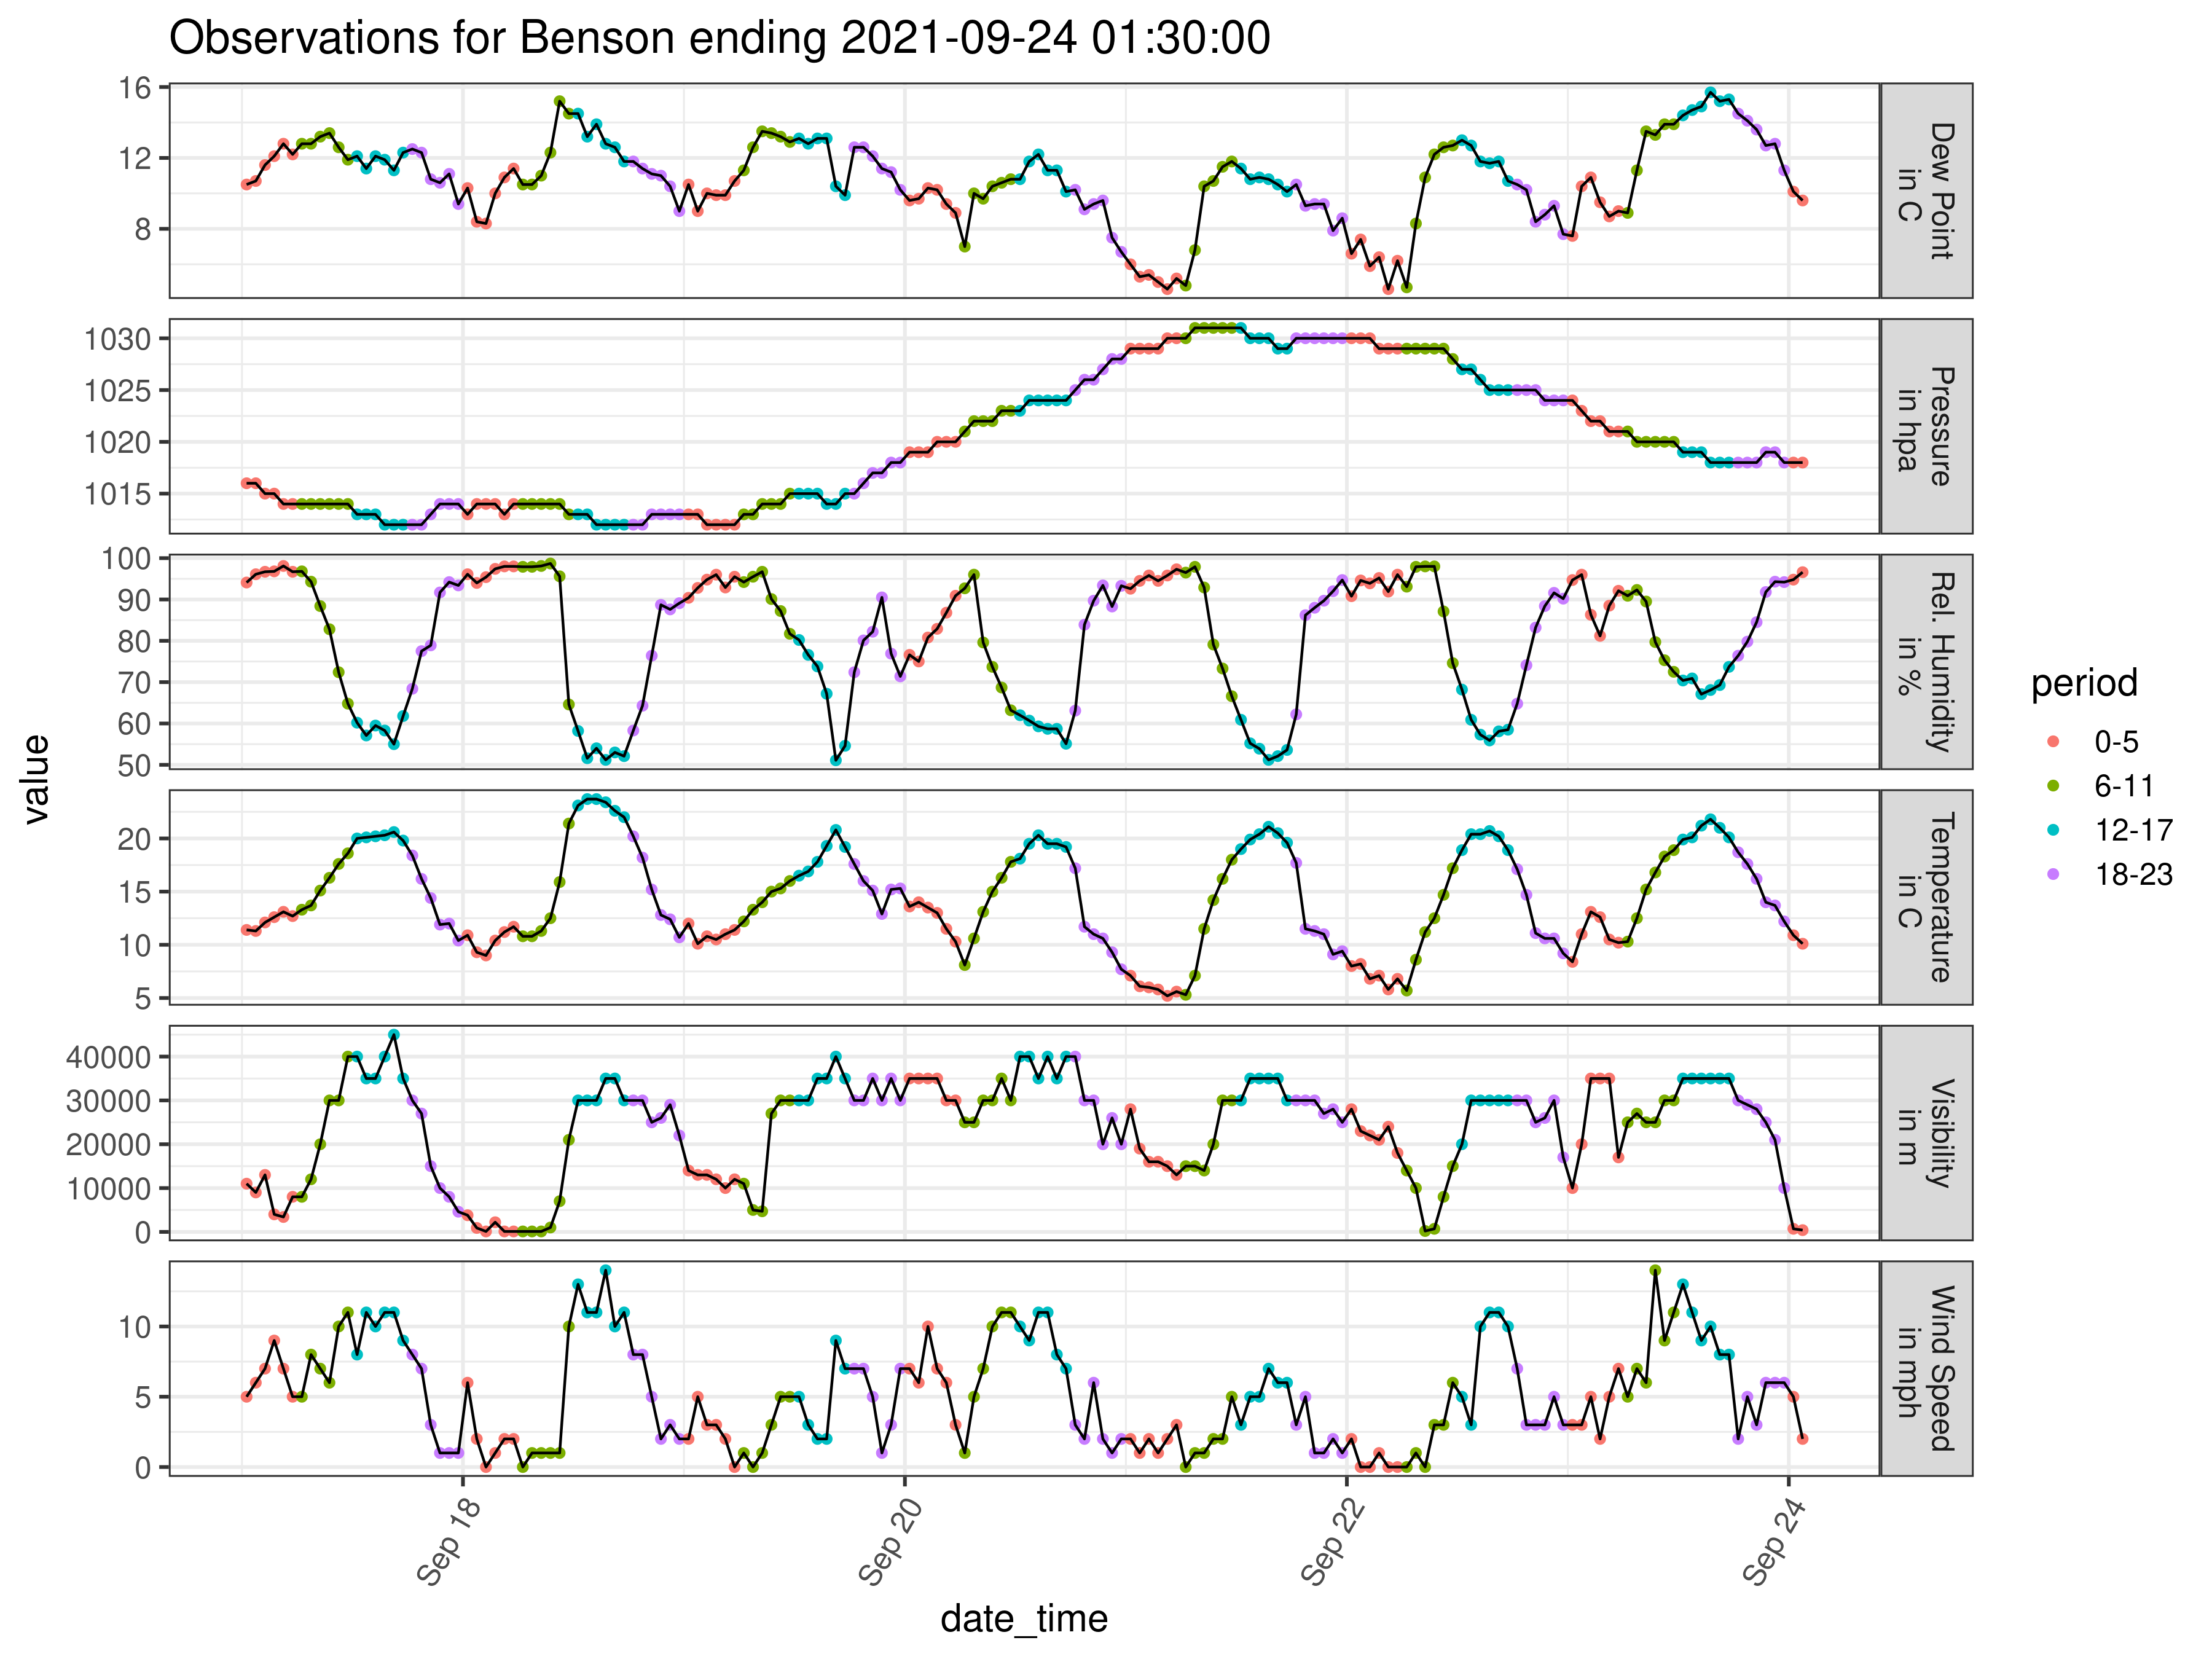 Observations for Benson ending 2021-09-24 01:30:00
16
12
8
Dew Point
in C
1030
1025
1020
1015
Pressure
in hpa
100
90
80
70
60
50
Rel. Humidity
in %
20
15
10
5
Temperature
in C
40000
30000
20000
10000
0
Visibility
in m
10
5
0
Wind Speed
in mph
value
Sep 18
Sep 20
Sep 22
Sep 24
date_time
period
0-5
6-11
12-17
18-23